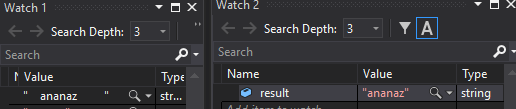 Watch 1
Search Depth: 3
Search
Value Type
" ananaz " str...
Watch 2
Search Depth: 3 A
Search
Name Value Type
result "ananaz" string
Add item to watch